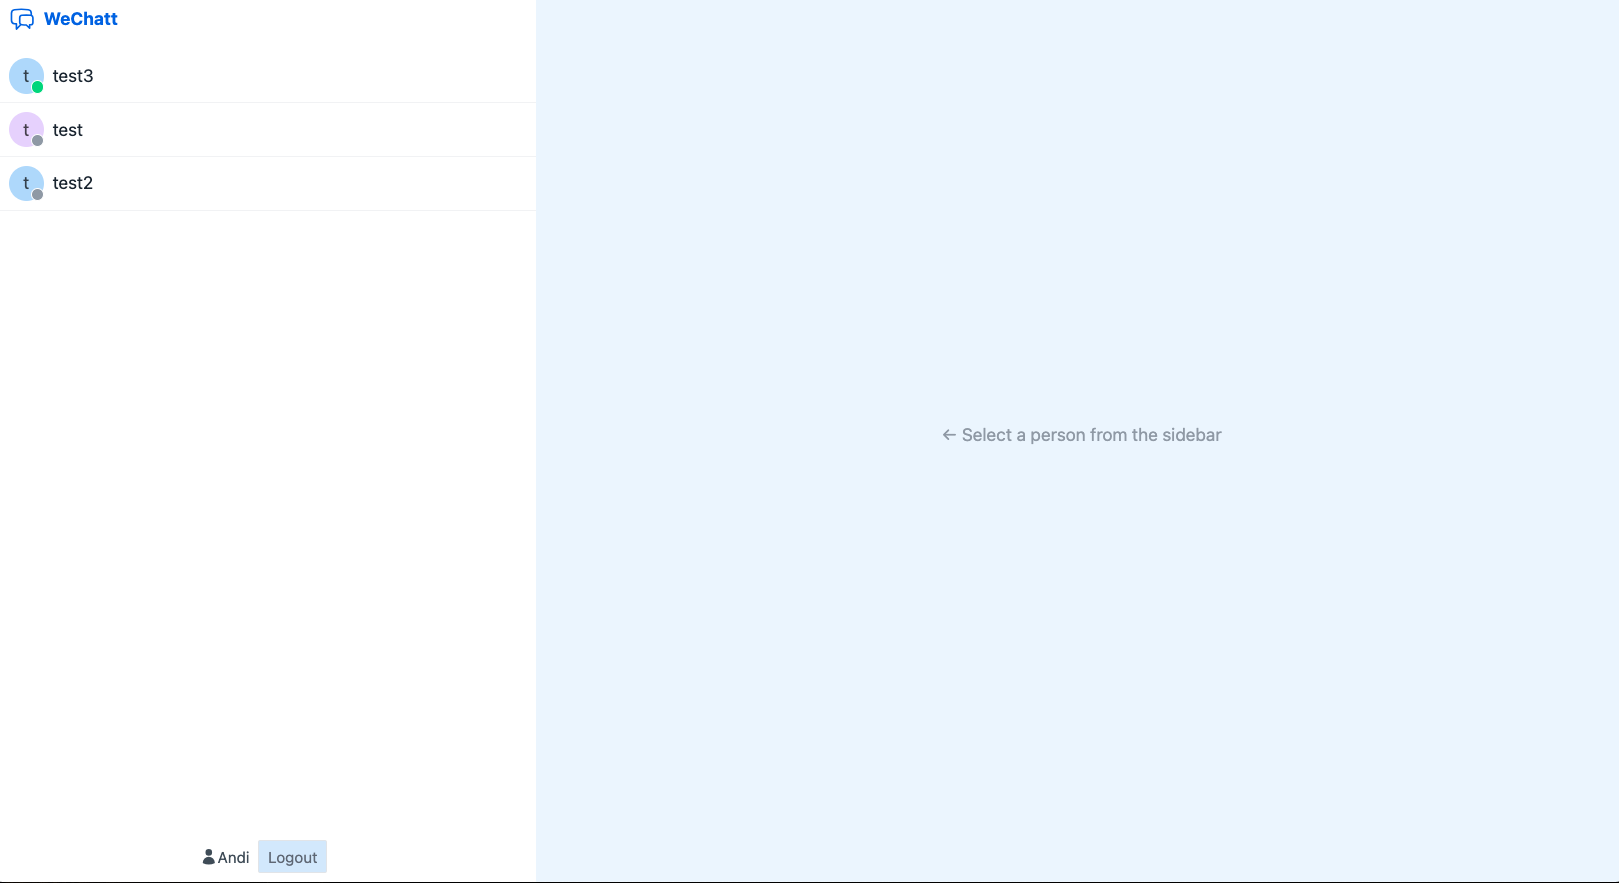 WeChatt
t test3
t test
t test2
← Select a person from the sidebar
Andi Logout